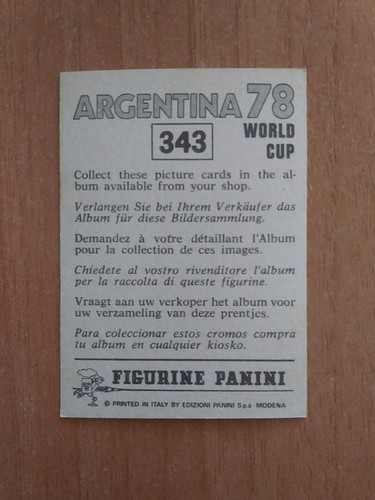 ARGENTINA 78
343 WORLD
CUP
Collect these picture cards in the al-
bum available from your shop.
Verlangen Sie bei Ihrem Verkäufer das
Album für diese Bildersammlung.
Demandez à votre détaillant l'Album
pour la collection de ces images.
Chiedete al vostro rivenditore l'album
per la raccolta di queste figurine.
Vraagt aan uw verkoper het album voor
uw verzameling van deze prentjes.
Para coleccionar estos cromos compra
tu album en cualquier kiosko.
FIGURINE PANINI
© PRINTED IN ITALY BY EDIZIONI PANINI S.p.a - MODENA